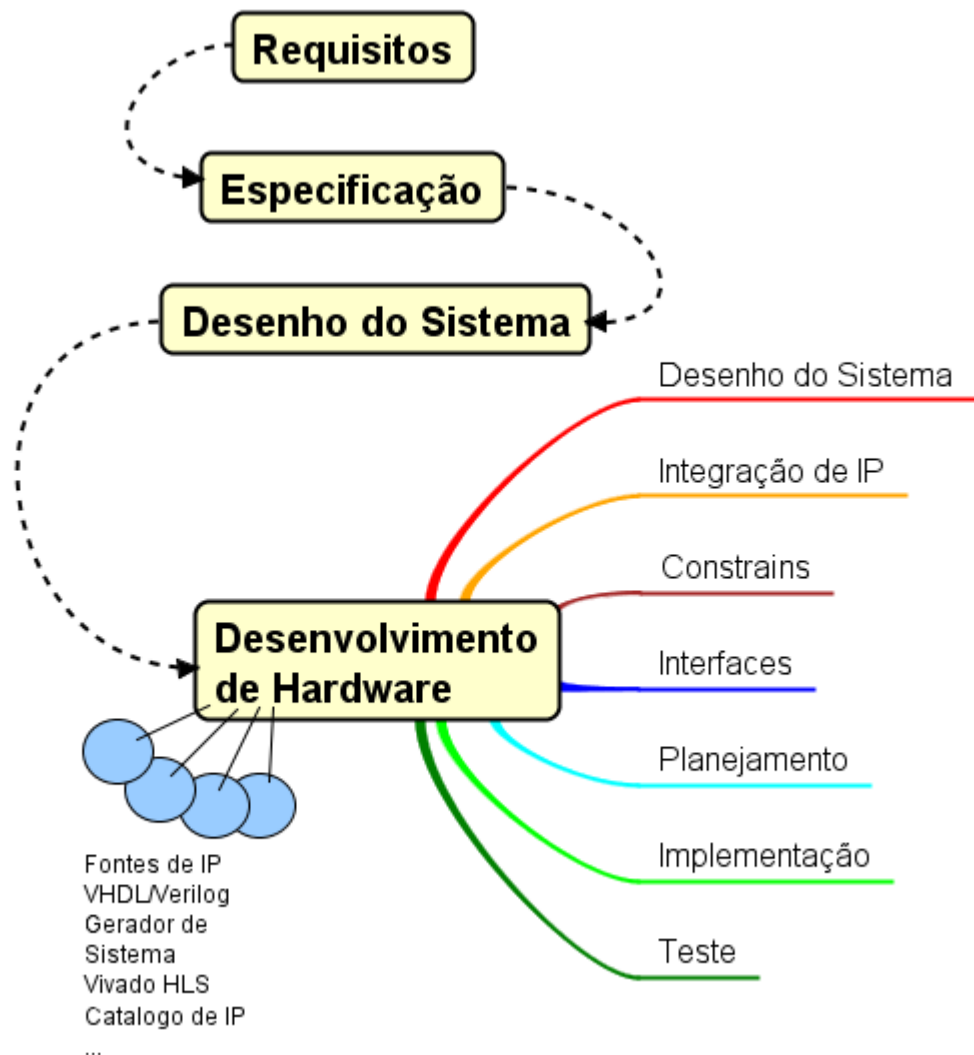 Requisitos
Especificação
Desenho do Sistema
Desenho do Sistema
Integração de IP
Constrains
Desenvolvimento
de Hardware
Interfaces
Planejamento
Implementação
Teste
Fontes de IP
VHDL/Verilog
Gerador de
Sistema
Vivado HLS
Catalogo de IP
...